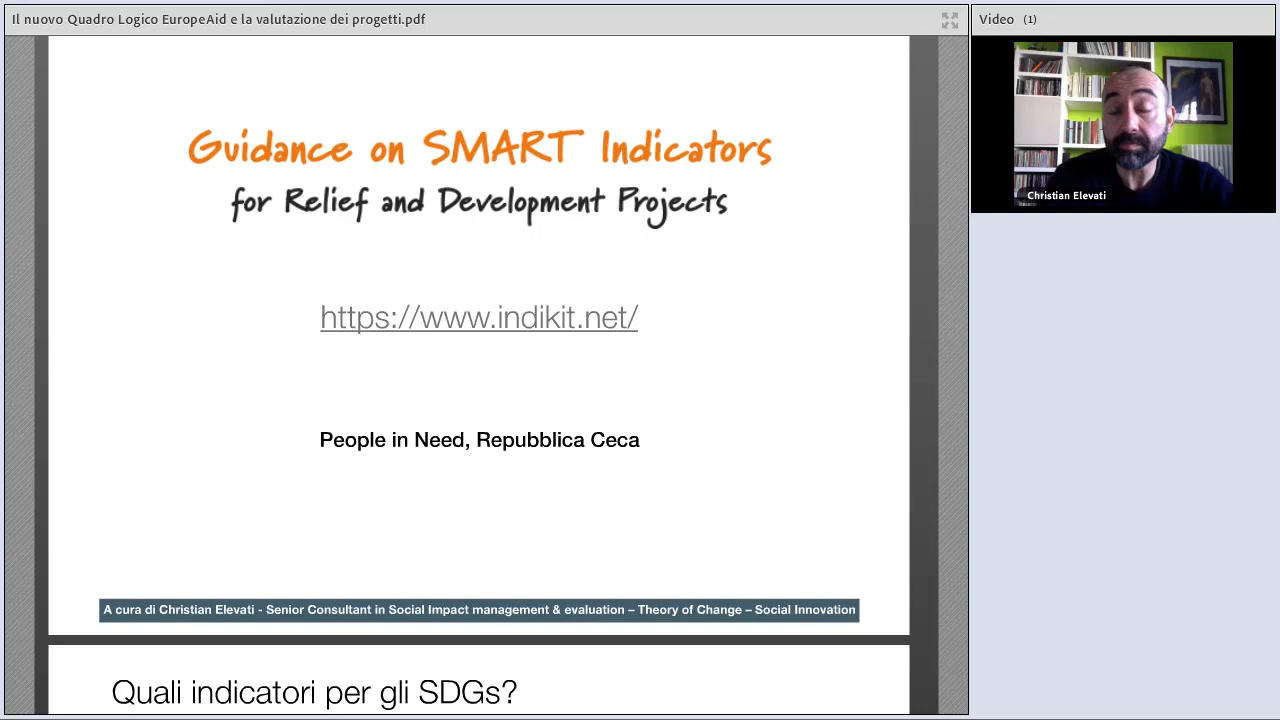 Il nuovo Quadro Logico EuropeAid e la valutazione dei progetti.pdf
Video (1)
Christian Elevati
Guidance on SMART Indicators
for Relief and Development Projects
https://www.indikit.net/
People in Need, Repubblica Ceca
A cura di Christian Elevati - Senior Consultant in Social Impact management & evaluation – Theory of Change – Social Innovation
Quali indicatori per gli SDGs?